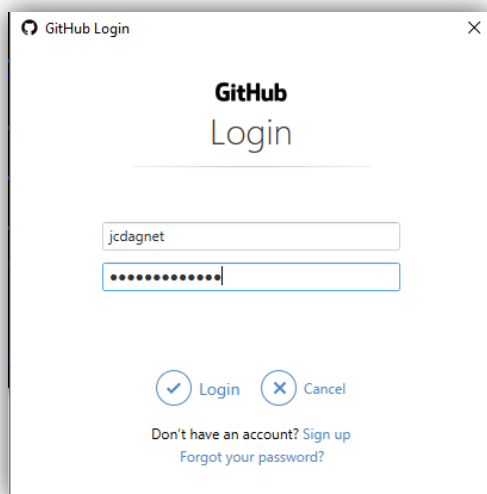 GitHub Login
GitHub
Login
jcdagnet
•••••••••••••
Login Cancel
Don't have an account? Sign up
Forgot your password?